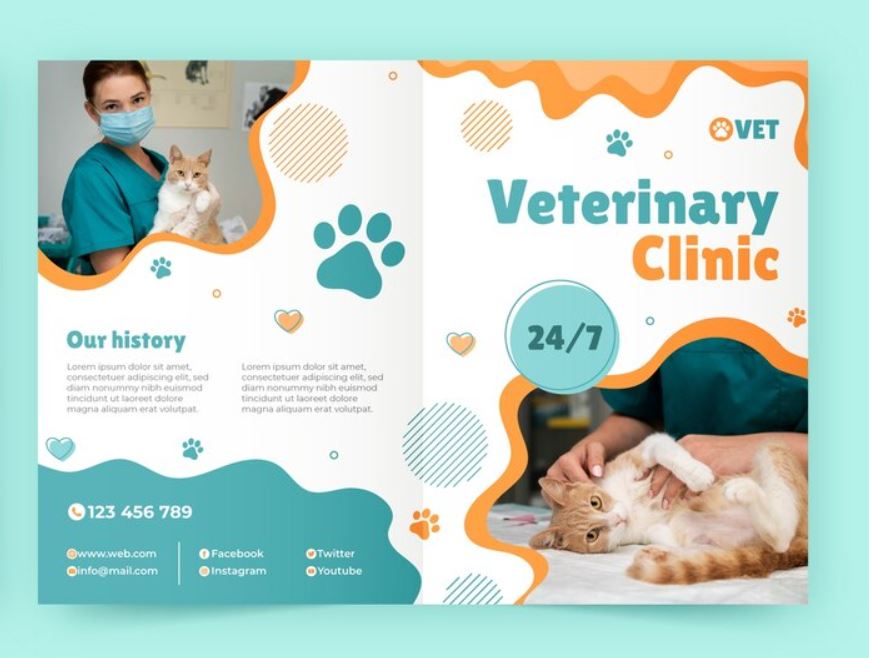 VET
Veterinary
Clinic
24/7
Our history
Lorem ipsum dolor sit amet,
consectetuer adipiscing elit, sed
diam nonummy nibh euismod
tincidunt ut laoreet dolore
magna aliquam erat volutpat.
Lorem ipsum dolor sit amet,
consectetuer adipiscing elit, sed
diam nonummy nibh euismod
tincidunt ut laoreet dolore
magna aliquam erat volutpat.
123 456 789
www.web.com
info@mail.com
Facebook
Instagram
Twitter
Youtube